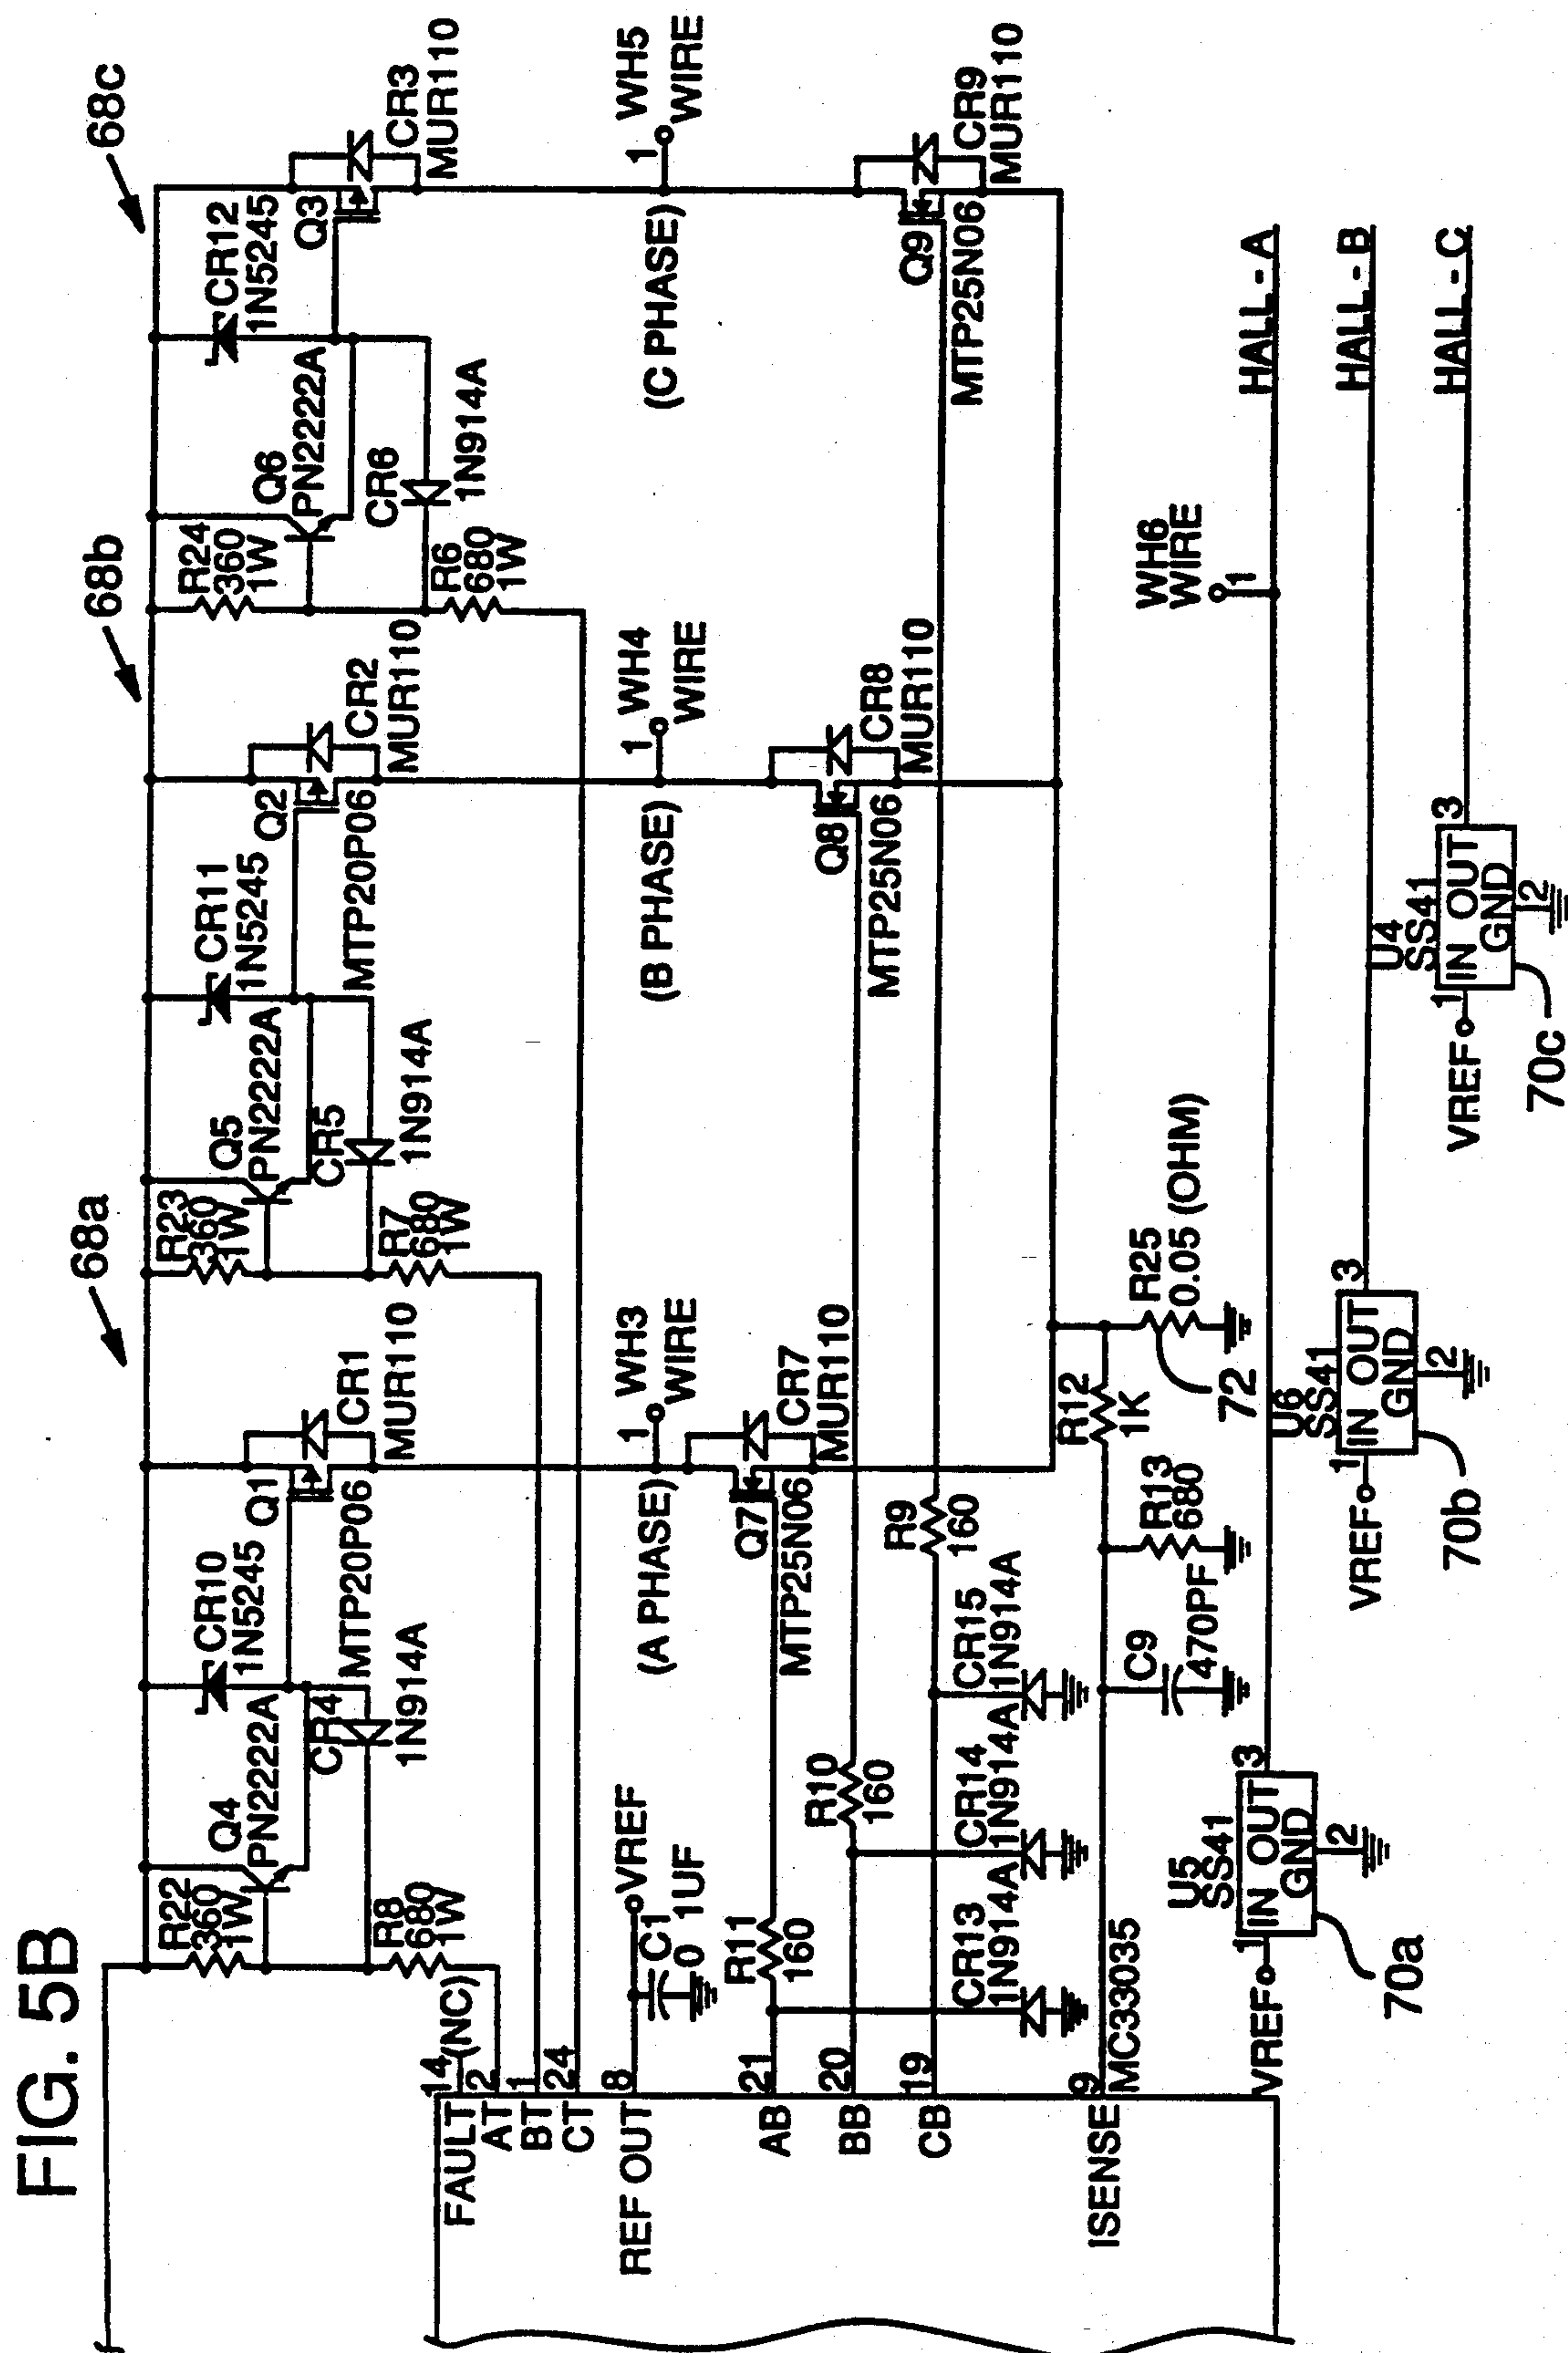 FIG. 5B
68a
68b
68c
R22
360
1W
Q4
PN2222A
CR10
1N5245
CR4
1N914A
R8
680
1W
Q1
MTP20P06
CR1
MUR110
R23
360
1W
Q5
PN2222A
CR11
1N5245
CR5
1N914A
R7
680
1W
Q2
MTP20P06
CR2
MUR110
R24
360
1W
Q6
PN2222A
CR12
1N5245
CR6
1N914A
R6
680
1W
Q3
CR3
MUR110
FAULT
14
(NC)
AT
2
BT
1
CT
24
REF OUT
8
VREF
C1
0 1UF
(A PHASE)
1
WH3
WIRE
(B PHASE)
1
WH4
WIRE
(C PHASE)
1
WH5
WIRE
AB
21
R11
160
Q7
MTP25N06
CR7
MUR110
BB
20
R10
160
Q8
MTP25N06
CR8
MUR110
CB
19
R9
160
Q9
MTP25N06
CR9
MUR110
CR13
1N914A
CR14
1N914A
CR15
1N914A
ISENSE
9
MC33035
C9
470PF
R13
680
R12
1K
R25
0.05 (OHM)
72
WH6
WIRE
1
VREF
1
U5
SS41
IN OUT
GND
3
2
70a
HALL - A
VREF
1
U6
SS41
IN OUT
GND
3
2
70b
HALL - B
VREF
1
U4
SS41
IN OUT
GND
3
2
70c
HALL - C